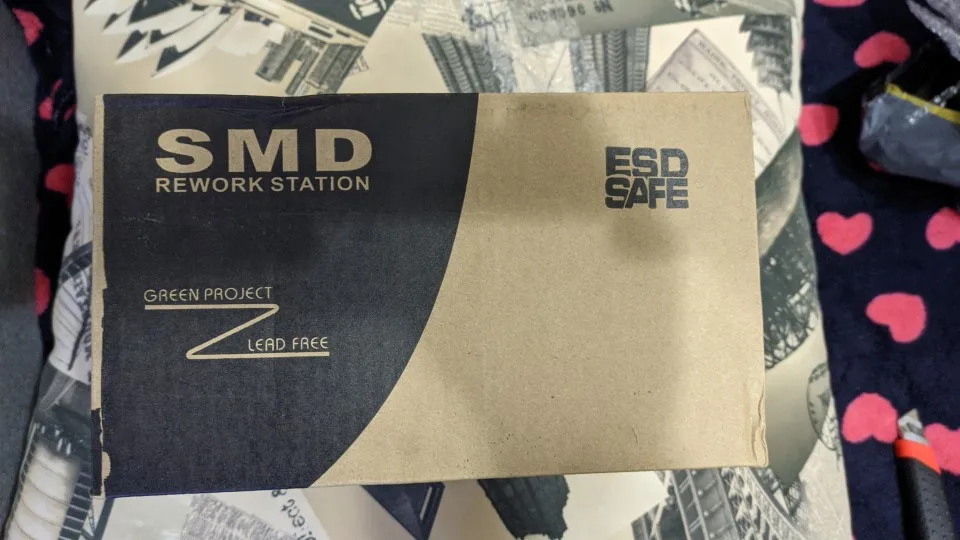 SMD
REWORK STATION
ESD
SAFE
GREEN PROJECT
LEAD FREE